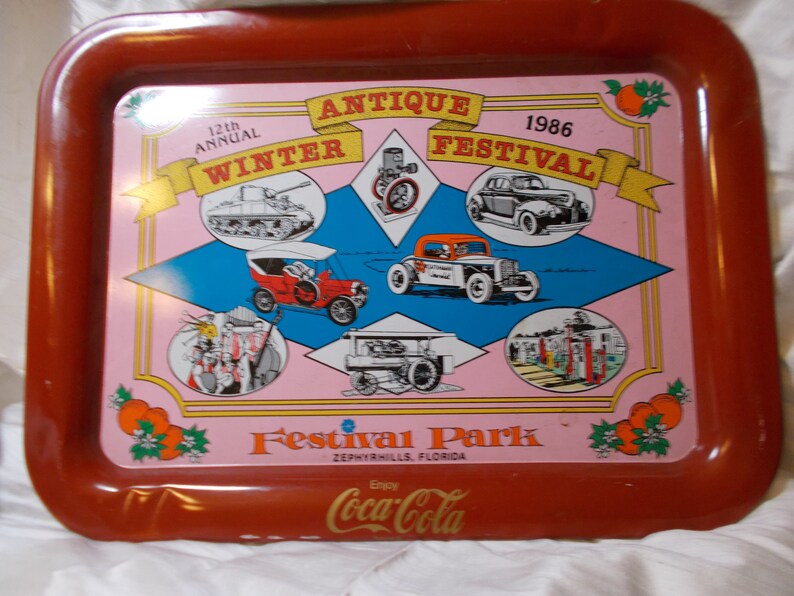 12th
ANNUAL
ANTIQUE
1986
WINTER FESTIVAL
Festival Park
ZEPHYRHILLS, FLORIDA
Enjoy
Coca-Cola